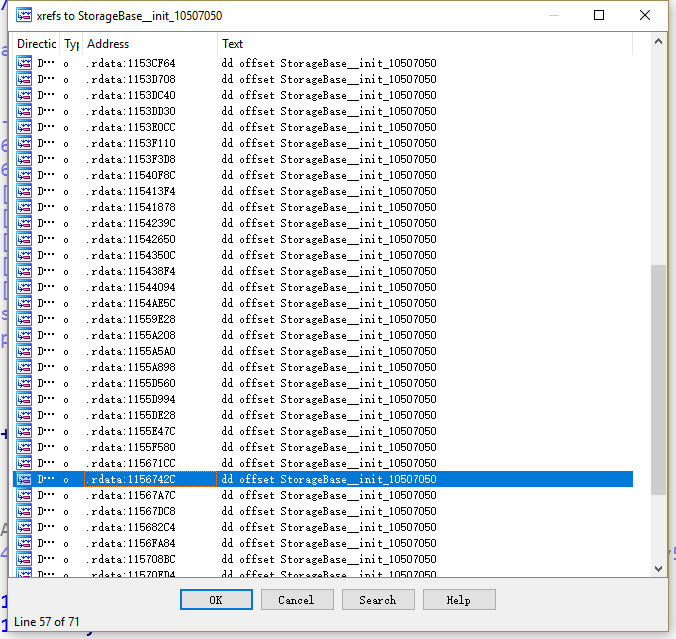 xrefs to StorageBase__init_10507050
Directic Typ Address Text
D… o .rdata:1153CF64 dd offset StorageBase__init_10507050
D… o .rdata:1153D708 dd offset StorageBase__init_10507050
D… o .rdata:1153DC40 dd offset StorageBase__init_10507050
D… o .rdata:1153DD30 dd offset StorageBase__init_10507050
D… o .rdata:1153E0CC dd offset StorageBase__init_10507050
D… o .rdata:1153F110 dd offset StorageBase__init_10507050
D… o .rdata:1153F3D8 dd offset StorageBase__init_10507050
D… o .rdata:11540F8C dd offset StorageBase__init_10507050
D… o .rdata:115413F4 dd offset StorageBase__init_10507050
D… o .rdata:11541878 dd offset StorageBase__init_10507050
D… o .rdata:1154239C dd offset StorageBase__init_10507050
D… o .rdata:11542650 dd offset StorageBase__init_10507050
D… o .rdata:1154350C dd offset StorageBase__init_10507050
D… o .rdata:115438F4 dd offset StorageBase__init_10507050
D… o .rdata:11544094 dd offset StorageBase__init_10507050
D… o .rdata:1154AE5C dd offset StorageBase__init_10507050
D… o .rdata:11559E28 dd offset StorageBase__init_10507050
D… o .rdata:1155A208 dd offset StorageBase__init_10507050
D… o .rdata:1155A5A0 dd offset StorageBase__init_10507050
D… o .rdata:1155A898 dd offset StorageBase__init_10507050
D… o .rdata:1155D560 dd offset StorageBase__init_10507050
D… o .rdata:1155D994 dd offset StorageBase__init_10507050
D… o .rdata:1155DE28 dd offset StorageBase__init_10507050
D… o .rdata:1155E47C dd offset StorageBase__init_10507050
D… o .rdata:1155F580 dd offset StorageBase__init_10507050
D… o .rdata:115671CC dd offset StorageBase__init_10507050
D… o .rdata:1156742C dd offset StorageBase__init_10507050
D… o .rdata:11567A7C dd offset StorageBase__init_10507050
D… o .rdata:11567DC8 dd offset StorageBase__init_10507050
D… o .rdata:115682C4 dd offset StorageBase__init_10507050
D… o .rdata:1156FA84 dd offset StorageBase__init_10507050
D… o .rdata:115708BC dd offset StorageBase__init_10507050
D… o .rdata:11570ED4 dd offset StorageBase__init_10507050
OK Cancel Search Help
Line 57 of 71